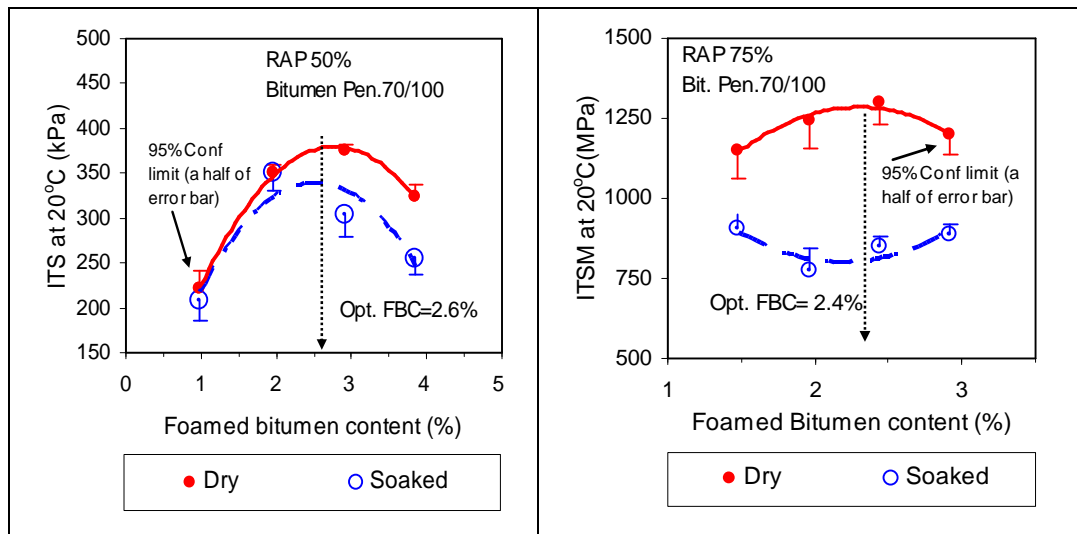 500
450
400
350
300
250
200
150
0
1
2
3
4
5
ITS at 20°C (kPa)
RAP 50%
Bitumen Pen.70/100
95%Conf
limit (a half of
error bar)
Opt. FBC=2.6%
Foamed bitumen content (%)
Dry
Soaked
1500
1250
1000
750
500
1
2
3
ITSM at 20°C(MPa)
RAP 75%
Bit. Pen.70/100
95%Conf limit (a
half of error bar)
Opt. FBC=2.4%
Foamed Bitumen content (%)
Dry
Soaked